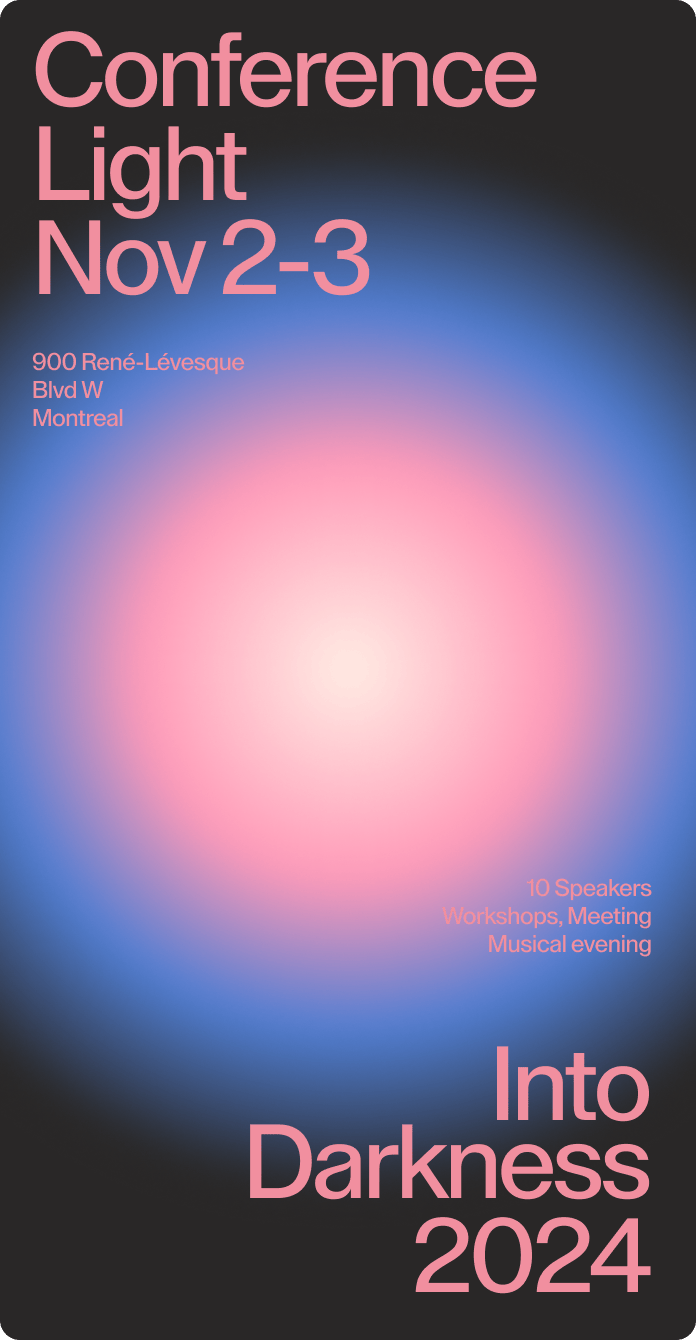 Conference
Light
Nov 2-3
900 René-Lévesque
Blvd W
Montreal
10 Speakers
Workshops, Meeting
Musical evening
Into
Darkness
2024